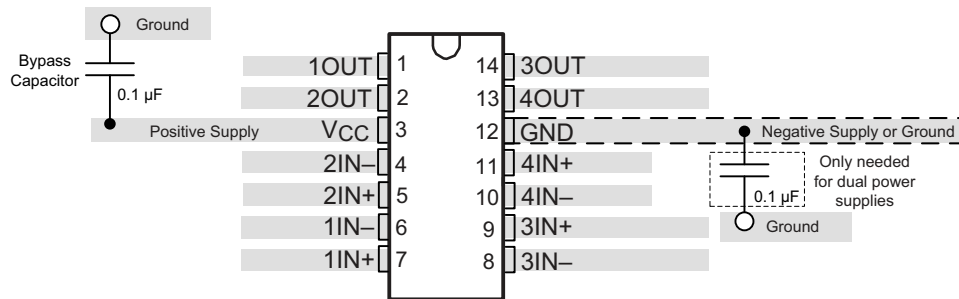 Ground
Bypass
Capacitor
0.1 µF
Positive Supply
1OUT 1
2OUT 2
VCC 3
2IN– 4
2IN+ 5
1IN– 6
1IN+ 7
14 3OUT
13 4OUT
12 GND
11 4IN+
10 4IN–
9 3IN+
8 3IN–
Negative Supply or Ground
Only needed
for dual power
supplies
0.1 µF
Ground